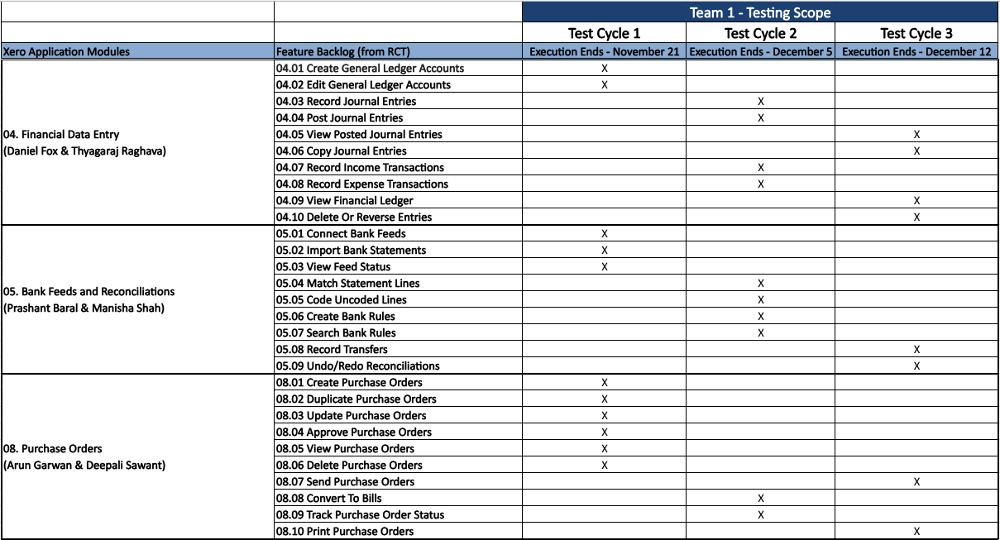 Team 1 - Testing Scope
Test Cycle 1 Test Cycle 2 Test Cycle 3
Xero Application Modules Feature Backlog (from RCT) Execution Ends - November 21 Execution Ends - December 5 Execution Ends - December 12
04. Financial Data Entry
(Daniel Fox & Thyagaraj Raghava)
04.01 Create General Ledger Accounts X
04.02 Edit General Ledger Accounts X
04.03 Record Journal Entries X
04.04 Post Journal Entries X
04.05 View Posted Journal Entries X
04.06 Copy Journal Entries X
04.07 Record Income Transactions X
04.08 Record Expense Transactions X
04.09 View Financial Ledger X
04.10 Delete Or Reverse Entries X
05. Bank Feeds and Reconciliations
(Prashant Baral & Manisha Shah)
05.01 Connect Bank Feeds X
05.02 Import Bank Statements X
05.03 View Feed Status X
05.04 Match Statement Lines X
05.05 Code Uncoded Lines X
05.06 Create Bank Rules X
05.07 Search Bank Rules X
05.08 Record Transfers X
05.09 Undo/Redo Reconciliations X
08. Purchase Orders
(Arun Garwan & Deepali Sawant)
08.01 Create Purchase Orders X
08.02 Duplicate Purchase Orders X
08.03 Update Purchase Orders X
08.04 Approve Purchase Orders X
08.05 View Purchase Orders X
08.06 Delete Purchase Orders X
08.07 Send Purchase Orders X
08.08 Convert To Bills X
08.09 Track Purchase Order Status X
08.10 Print Purchase Orders X